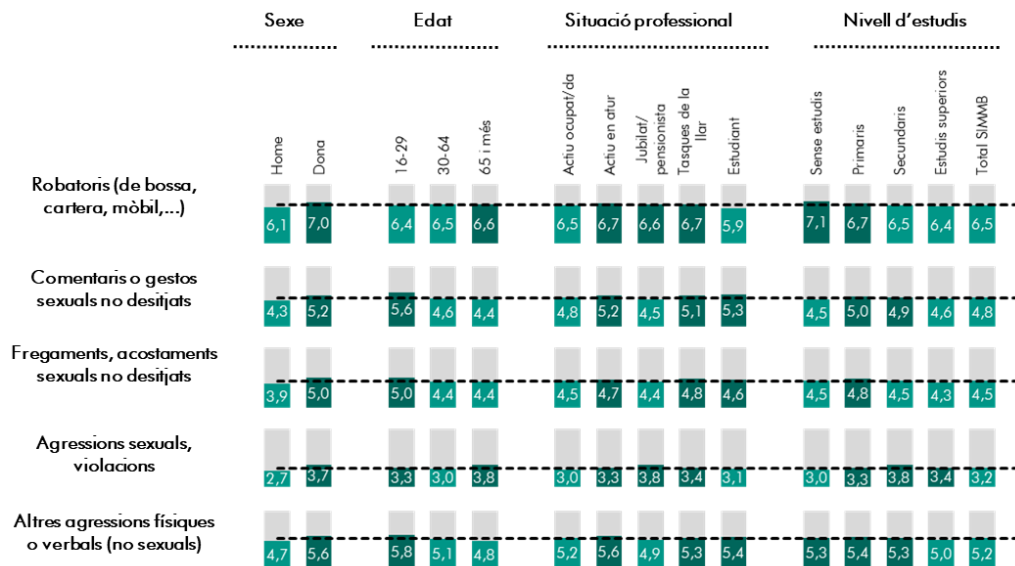 Sexe Edat Situació professional Nivell d'estudis
Home
Dona
16-29
30-64
65 i més
Actiu ocupat/da
Actiu en atur
Jubilat/
pensionista
Tasques de la
llar
Estudiant
Sense estudis
Primaris
Secundaris
Estudis superiors
Total SIMMB
Robatoris (de bossa,
cartera, mòbil,...)
6,1 7,0 6,4 6,5 6,6 6,5 6,7 6,6 6,7 5,9 7,1 6,7 6,5 6,4 6,5
Comentaris o gestos
sexuals no desitjats
4,3 5,2 5,6 4,6 4,4 4,8 5,2 4,5 5,1 5,3 4,5 5,0 4,9 4,6 4,8
Fregaments, acostaments
sexuals no desitjats
3,9 5,0 5,0 4,4 4,4 4,5 4,7 4,4 4,8 4,6 4,5 4,8 4,5 4,3 4,5
Agressions sexuals,
violacions
2,7 3,7 3,3 3,0 3,8 3,0 3,3 3,8 3,4 3,1 3,0 3,3 3,8 3,4 3,2
Altres agressions físiques
o verbals (no sexuals)
4,7 5,6 5,8 5,1 4,8 5,2 5,6 4,9 5,3 5,4 5,3 5,4 5,3 5,0 5,2